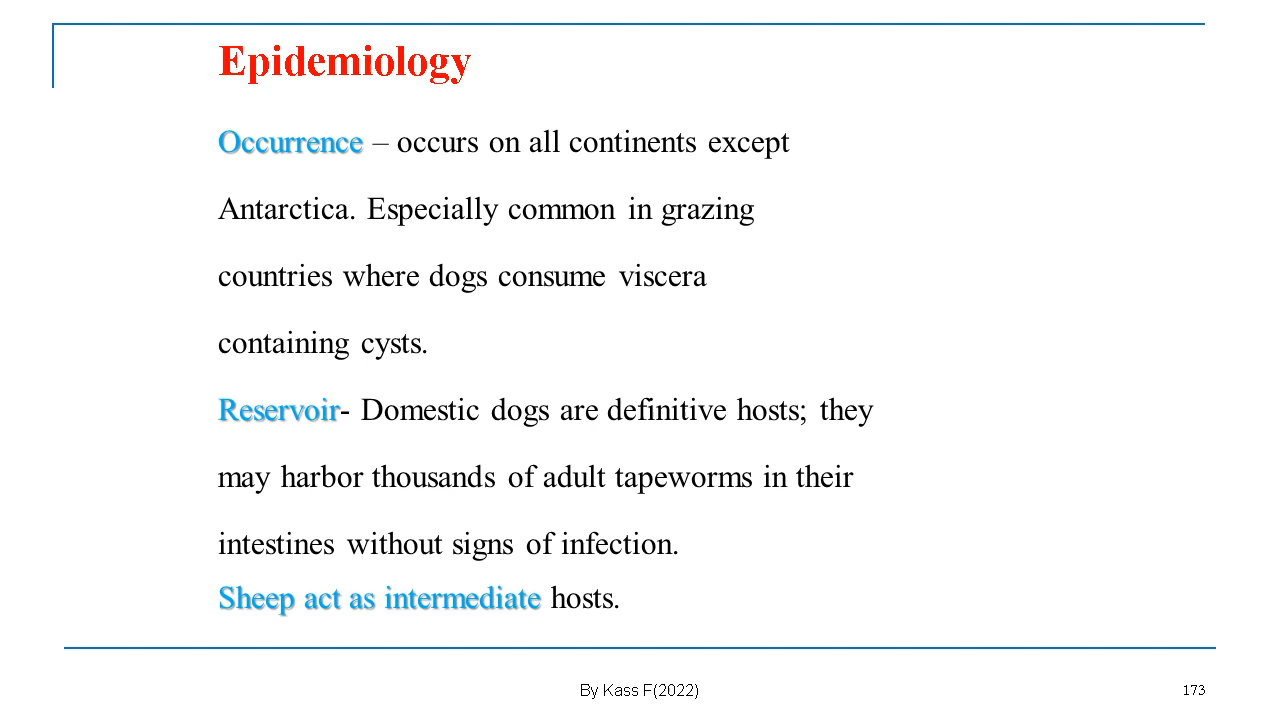 Epidemiology
Occurrence – occurs on all continents except
Antarctica. Especially common in grazing
countries where dogs consume viscera
containing cysts.
Reservoir- Domestic dogs are definitive hosts; they
may harbor thousands of adult tapeworms in their
intestines without signs of infection.
Sheep act as intermediate hosts.
By Kass F(2022)
173